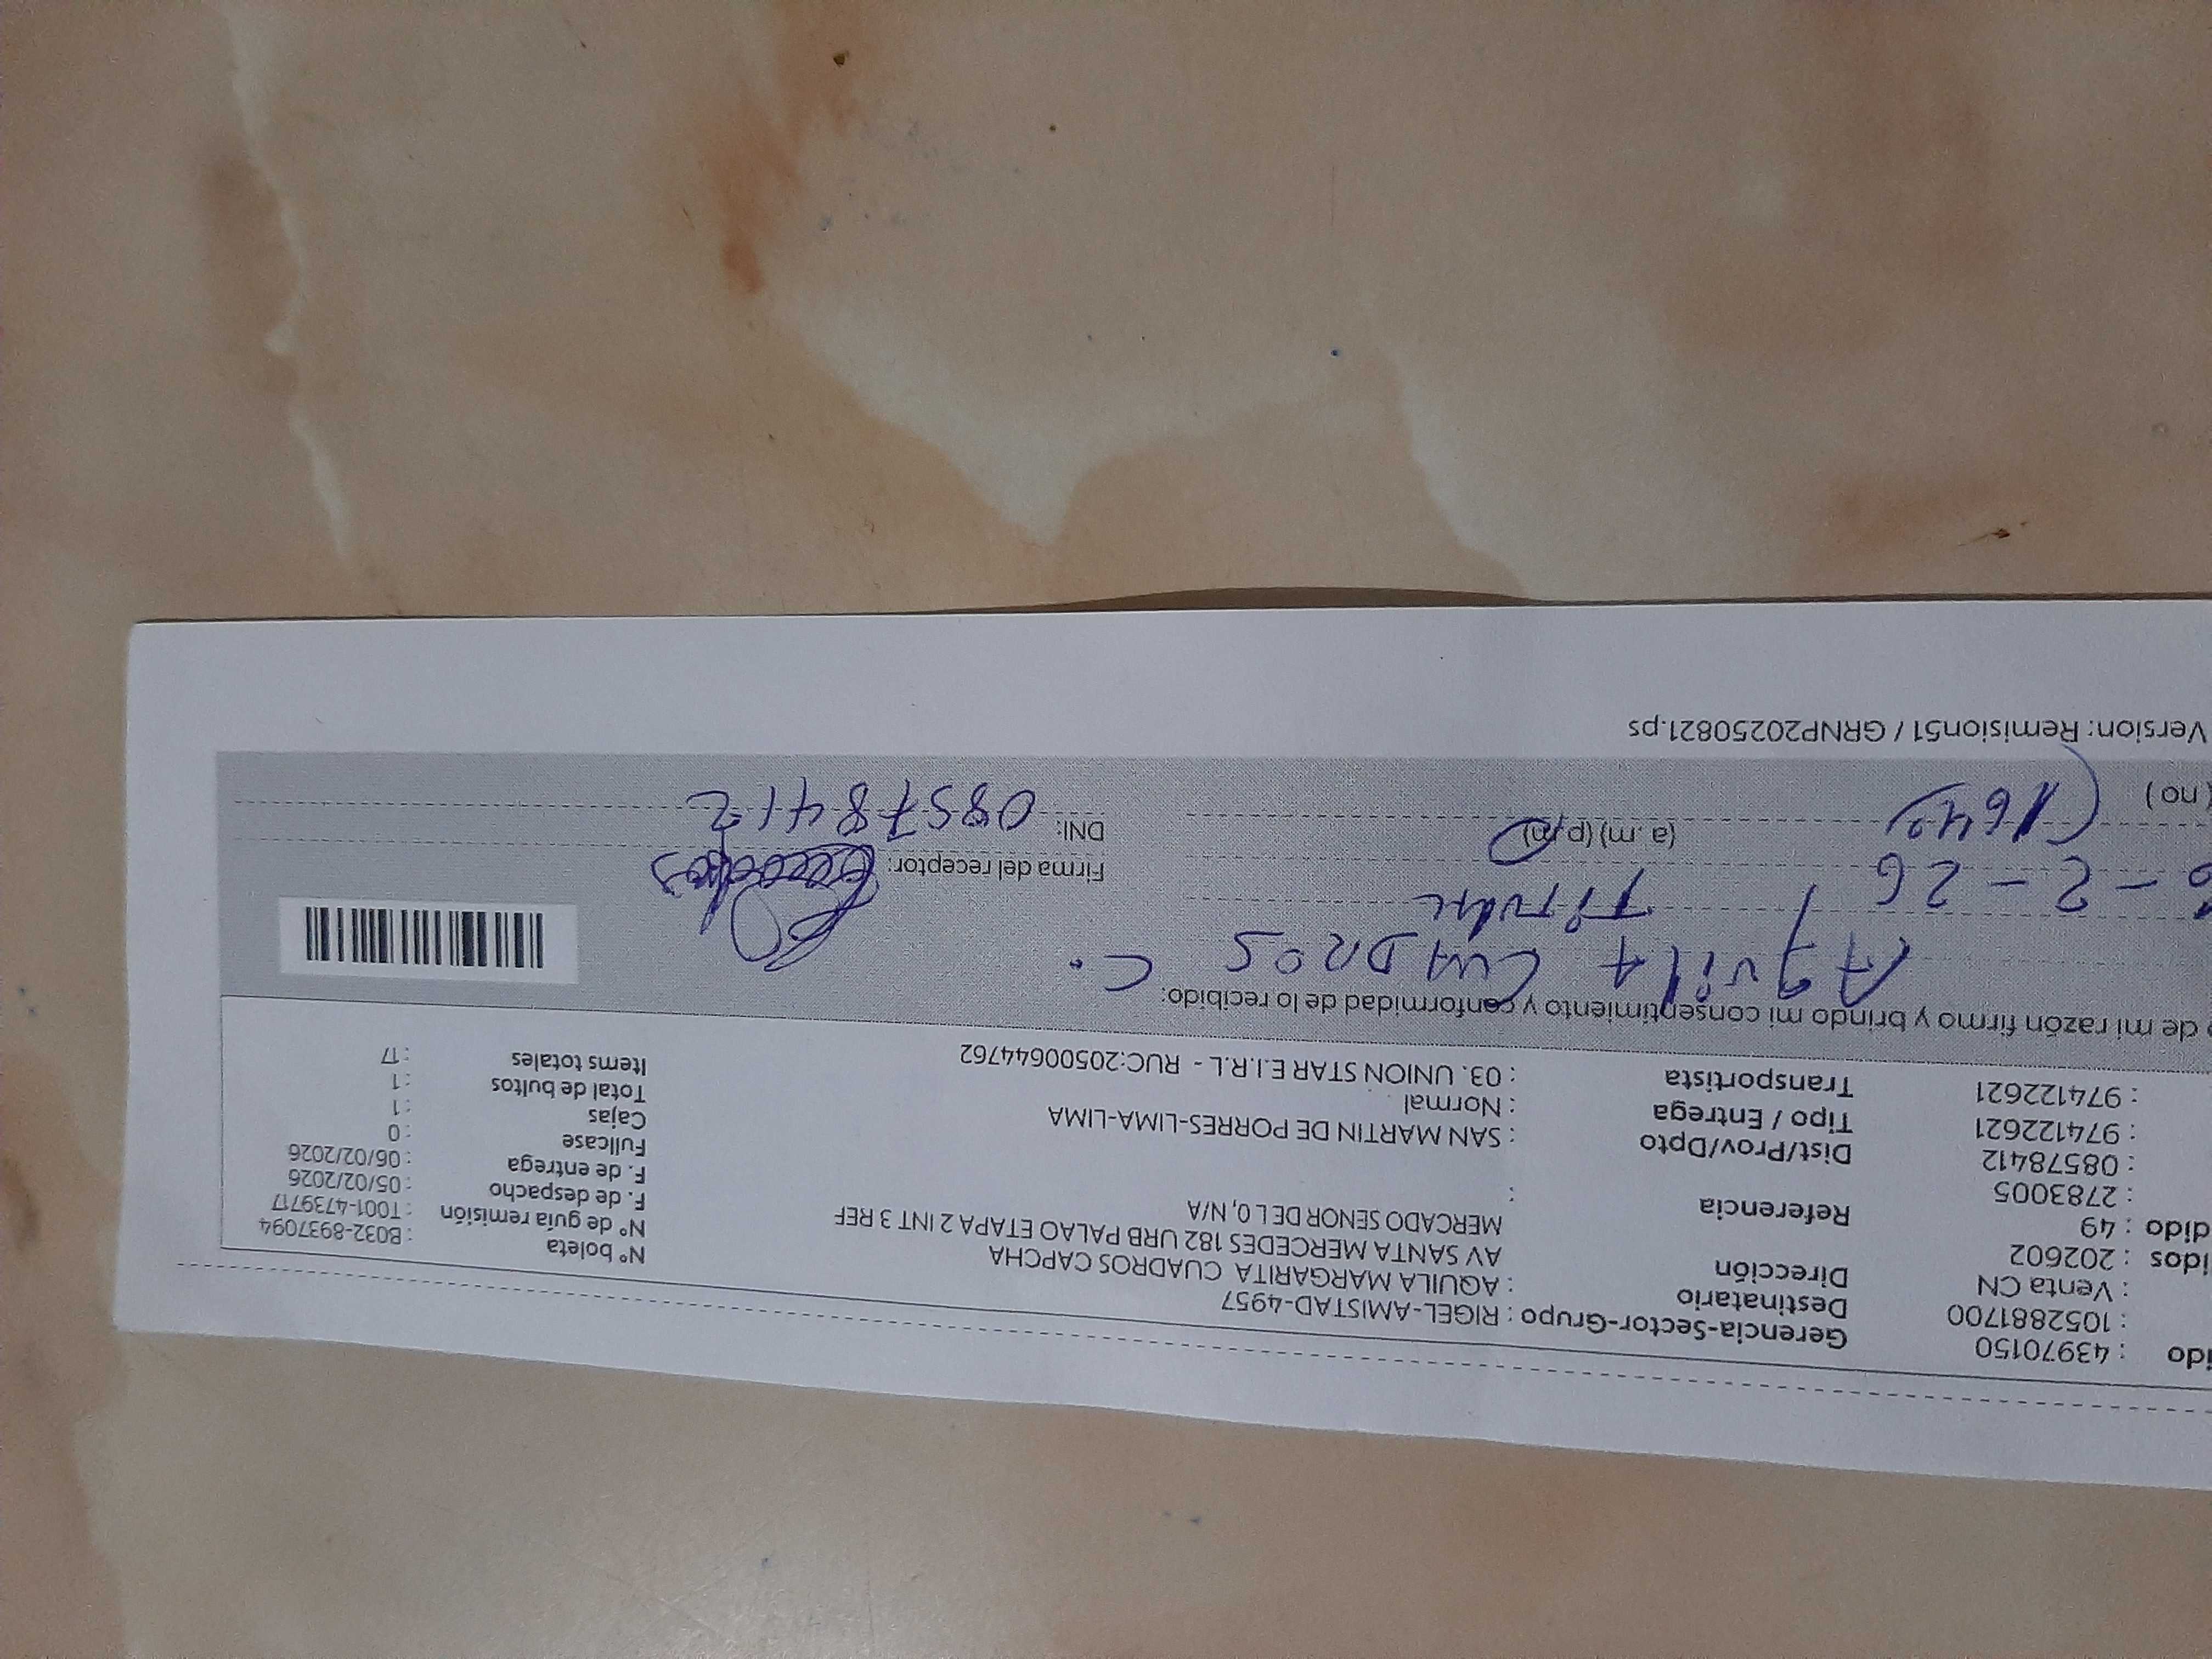 ido : 43970150 Gerencia-Sector-Grupo : RIGEL-AMISTAD-4957
: 1052881700 Destinatario : AQUILA MARGARITA CUADROS CAPCHA
: Venta CN Dirección AV SANTA MERCEDES 182 URB PALAO ETAPA 2 INT 3 REF
idos : 202602 MERCADO SENOR DE L 0, N/A
dido : 49 Referencia :
: 2783005
: 08578412 Dist/Prov/Dpto : SAN MARTIN DE PORRES-LIMA-LIMA
: 974122621 Tipo / Entrega : Normal
: 974122621 Transportista : 03. UNION STAR E.I.R.L - RUC:20500644762
N° boleta : B032-8937094
N° de guía remisión : T001-4739717
F. de despacho : 05/02/2026
F. de entrega : 06/02/2026
Fullcase : 0
Cajas : 1
Total de bultos : 1
Items totales : 17
de mi razón firmo y brindo mi consentimiento y conformidad de lo recibido:
Aquila Cuadros C.
-2-26 Titular
Firma del receptor:
(a. m) (p.m)
DNI: 08578412
(no) 
Version: Remision51 / GRNP20250821.ps